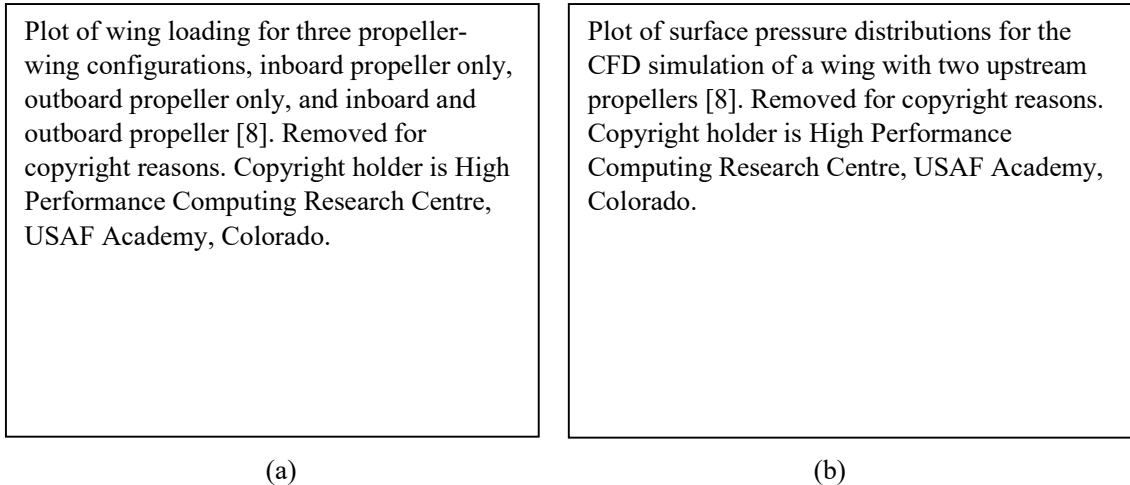 Plot of wing loading for three propeller-
wing configurations, inboard propeller only,
outboard propeller only, and inboard and
outboard propeller [8]. Removed for
copyright reasons. Copyright holder is High
Performance Computing Research Centre,
USAF Academy, Colorado.
(a)
Plot of surface pressure distributions for the
CFD simulation of a wing with two upstream
propellers [8]. Removed for copyright reasons.
Copyright holder is High Performance
Computing Research Centre, USAF Academy,
Colorado.
(b)